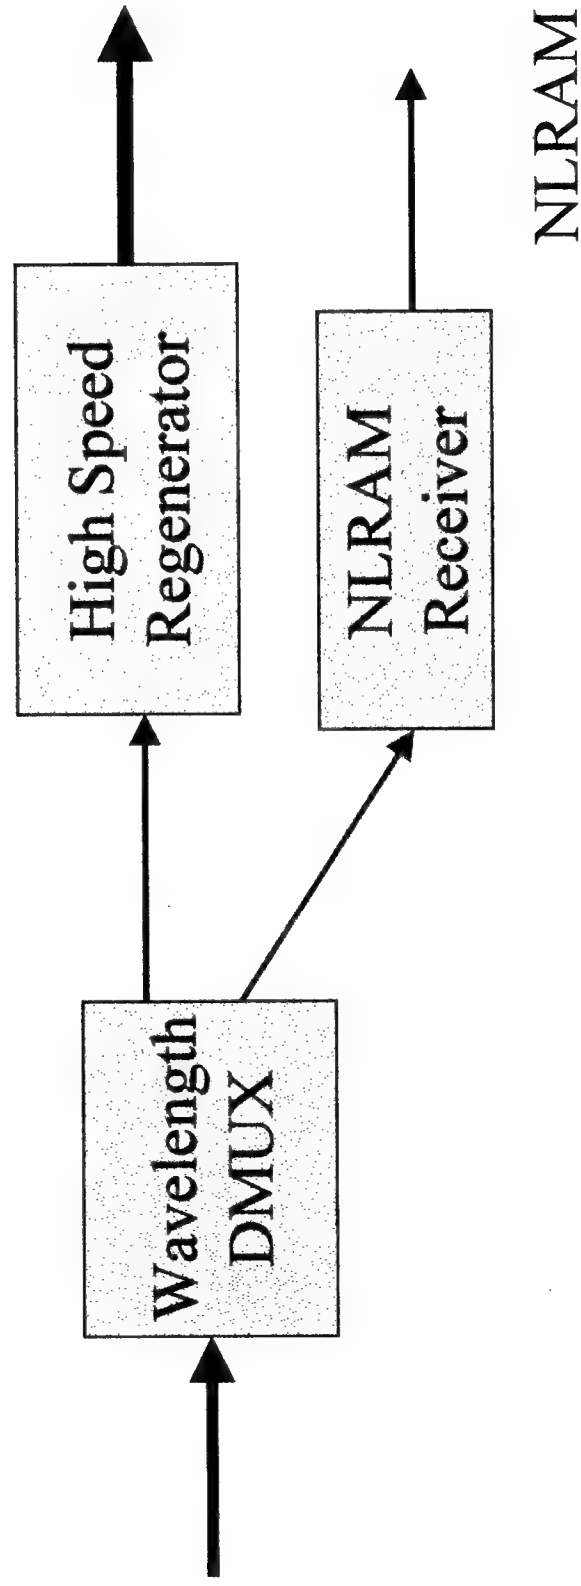 Wavelength
DMUX
High Speed
Regenerator
NLRAM
Receiver
NLRAM